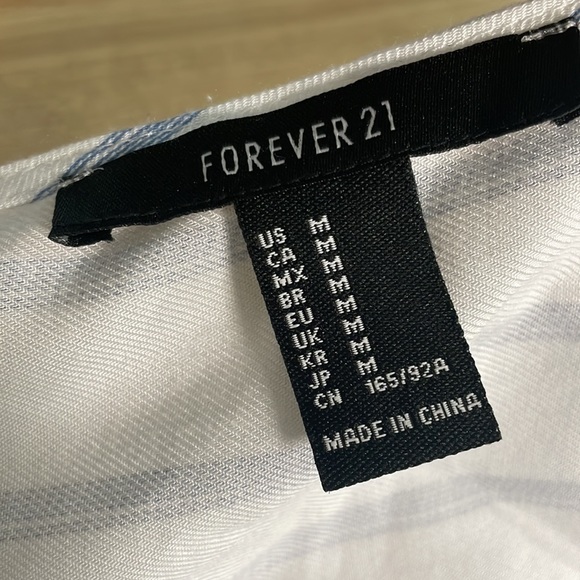 FOREVER 21
US M
CA M
MX M
BR M
EU M
UK M
KR M
JP M
CN 165/92A
MADE IN CHINA